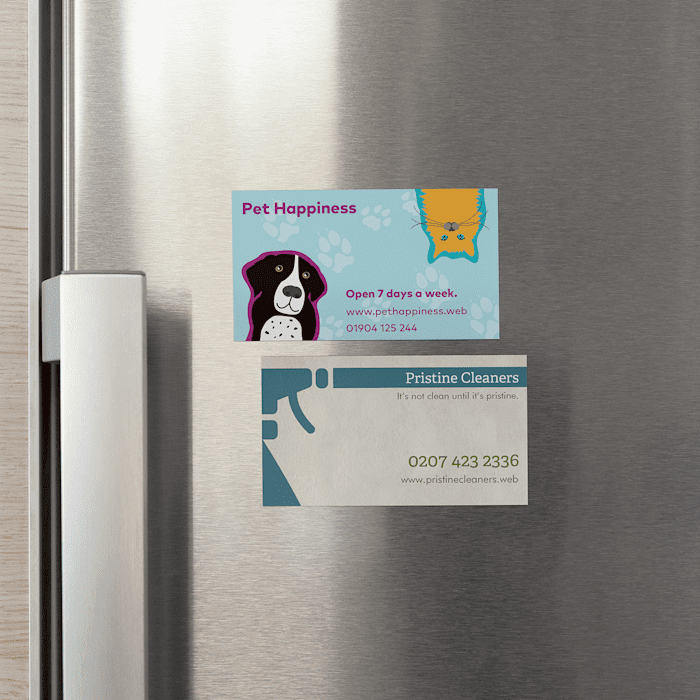 Pet Happiness
Open 7 days a week.
www.pethappiness.web
01904 125 244
Pristine Cleaners
It's not clean until it's pristine.
0207 423 2336
www.pristinecleaners.web